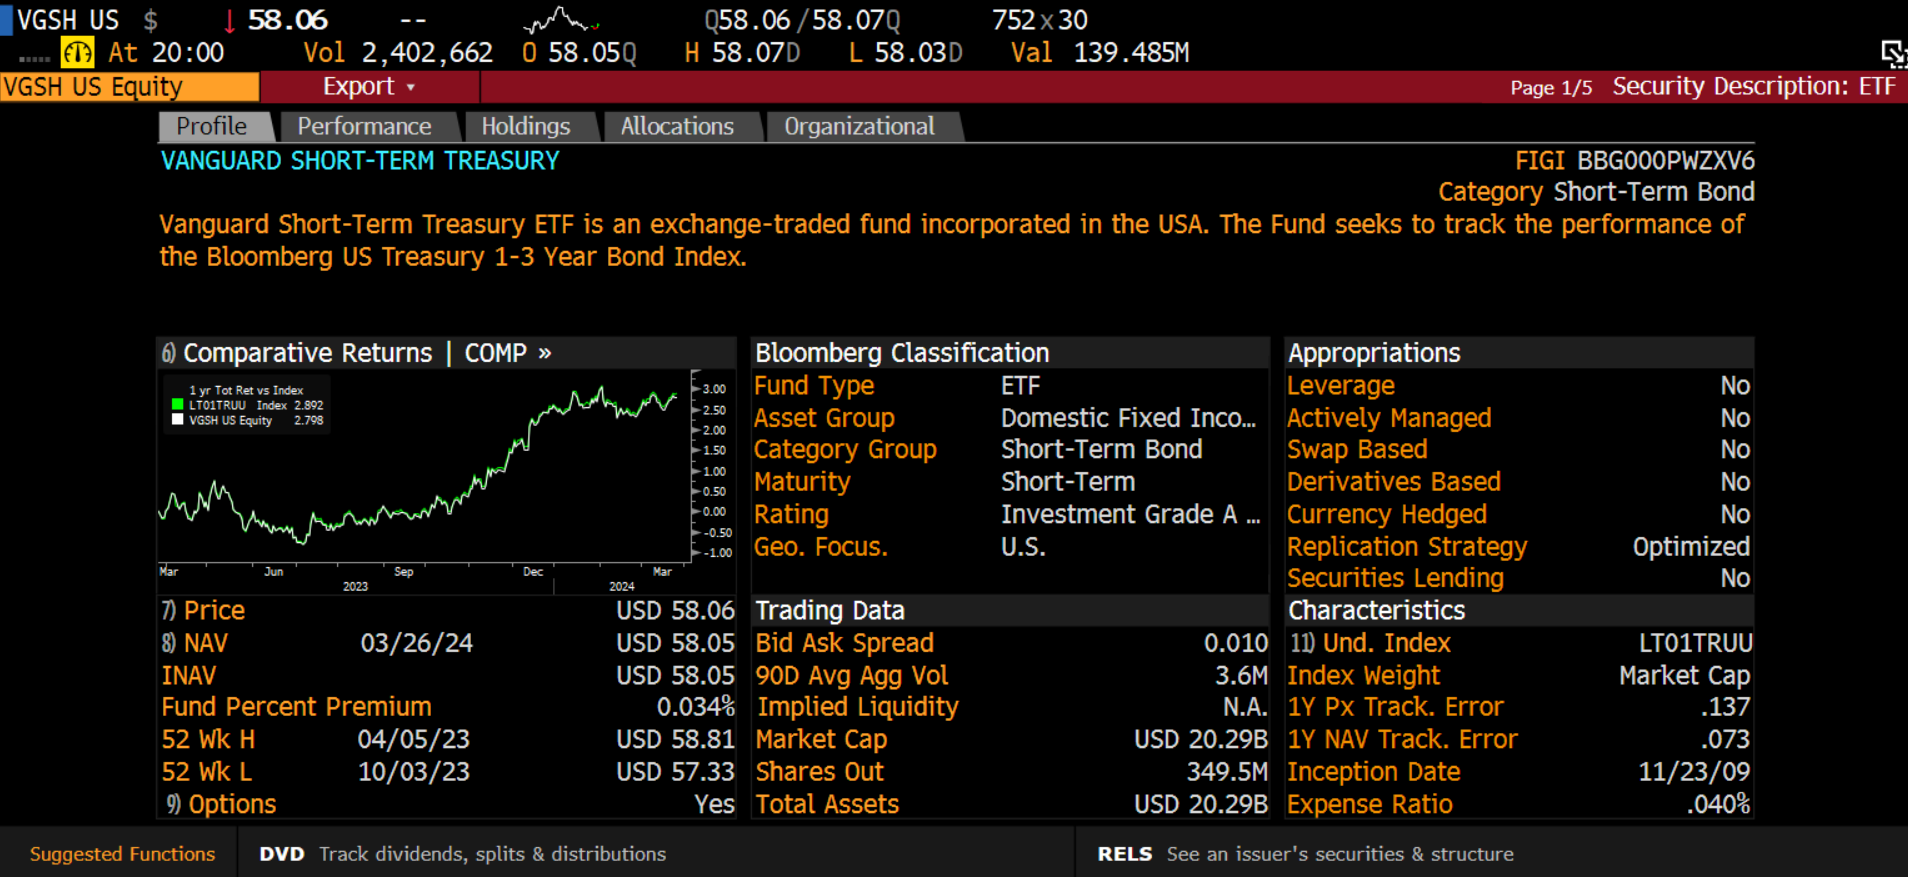 VGSH US $ ↓ 58.06 -- Q58.06/58.07Q 752x30
At 20:00 Vol 2,402,662 O 58.05Q H 58.07D L 58.03D Val 139.485M
VGSH US Equity Export ▾ Page 1/5 Security Description: ETF
Profile Performance Holdings Allocations Organizational
VANGUARD SHORT-TERM TREASURY FIGI BBG000PWZXV6
Category Short-Term Bond
Vanguard Short-Term Treasury ETF is an exchange-traded fund incorporated in the USA. The Fund seeks to track the performance of
the Bloomberg US Treasury 1-3 Year Bond Index.
6) Comparative Returns | COMP »
1 yr Tot Ret vs Index
LT01TRUU Index 2.892
VGSH US Equity 2.798
3.00
2.50
2.00
1.50
1.00
0.50
0.00
-0.50
-1.00
Mar Jun Sep Dec Mar
2023 2024
7) Price USD 58.06
8) NAV 03/26/24 USD 58.05
INAV USD 58.05
Fund Percent Premium 0.034%
52 Wk H 04/05/23 USD 58.81
52 Wk L 10/03/23 USD 57.33
9) Options Yes
Bloomberg Classification
Fund Type ETF
Asset Group Domestic Fixed Inco...
Category Group Short-Term Bond
Maturity Short-Term
Rating Investment Grade A ...
Geo. Focus. U.S.
Trading Data
Bid Ask Spread 0.010
90D Avg Agg Vol 3.6M
Implied Liquidity N.A.
Market Cap USD 20.29B
Shares Out 349.5M
Total Assets USD 20.29B
Appropriations
Leverage No
Actively Managed No
Swap Based No
Derivatives Based No
Currency Hedged No
Replication Strategy Optimized
Securities Lending No
Characteristics
11) Und. Index LT01TRUU
Index Weight Market Cap
1Y Px Track. Error .137
1Y NAV Track. Error .073
Inception Date 11/23/09
Expense Ratio .040%
Suggested Functions DVD Track dividends, splits & distributions RELS See an issuer's securities & structure